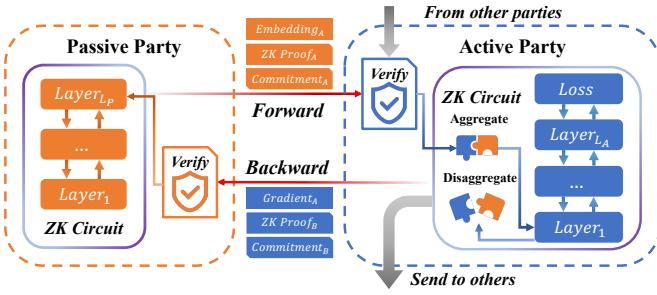 From other parties
Passive Party
Embedding_A
ZK Proof_A
Commitment_A
Active Party
Layer_{L_P}
...
Layer_1
ZK Circuit
Verify
Forward
Backward
Gradient_A
ZK Proof_B
Commitment_B
Verify
ZK Circuit
Aggregate
Disaggregate
Loss
Layer_{L_A}
...
Layer_1
Send to others